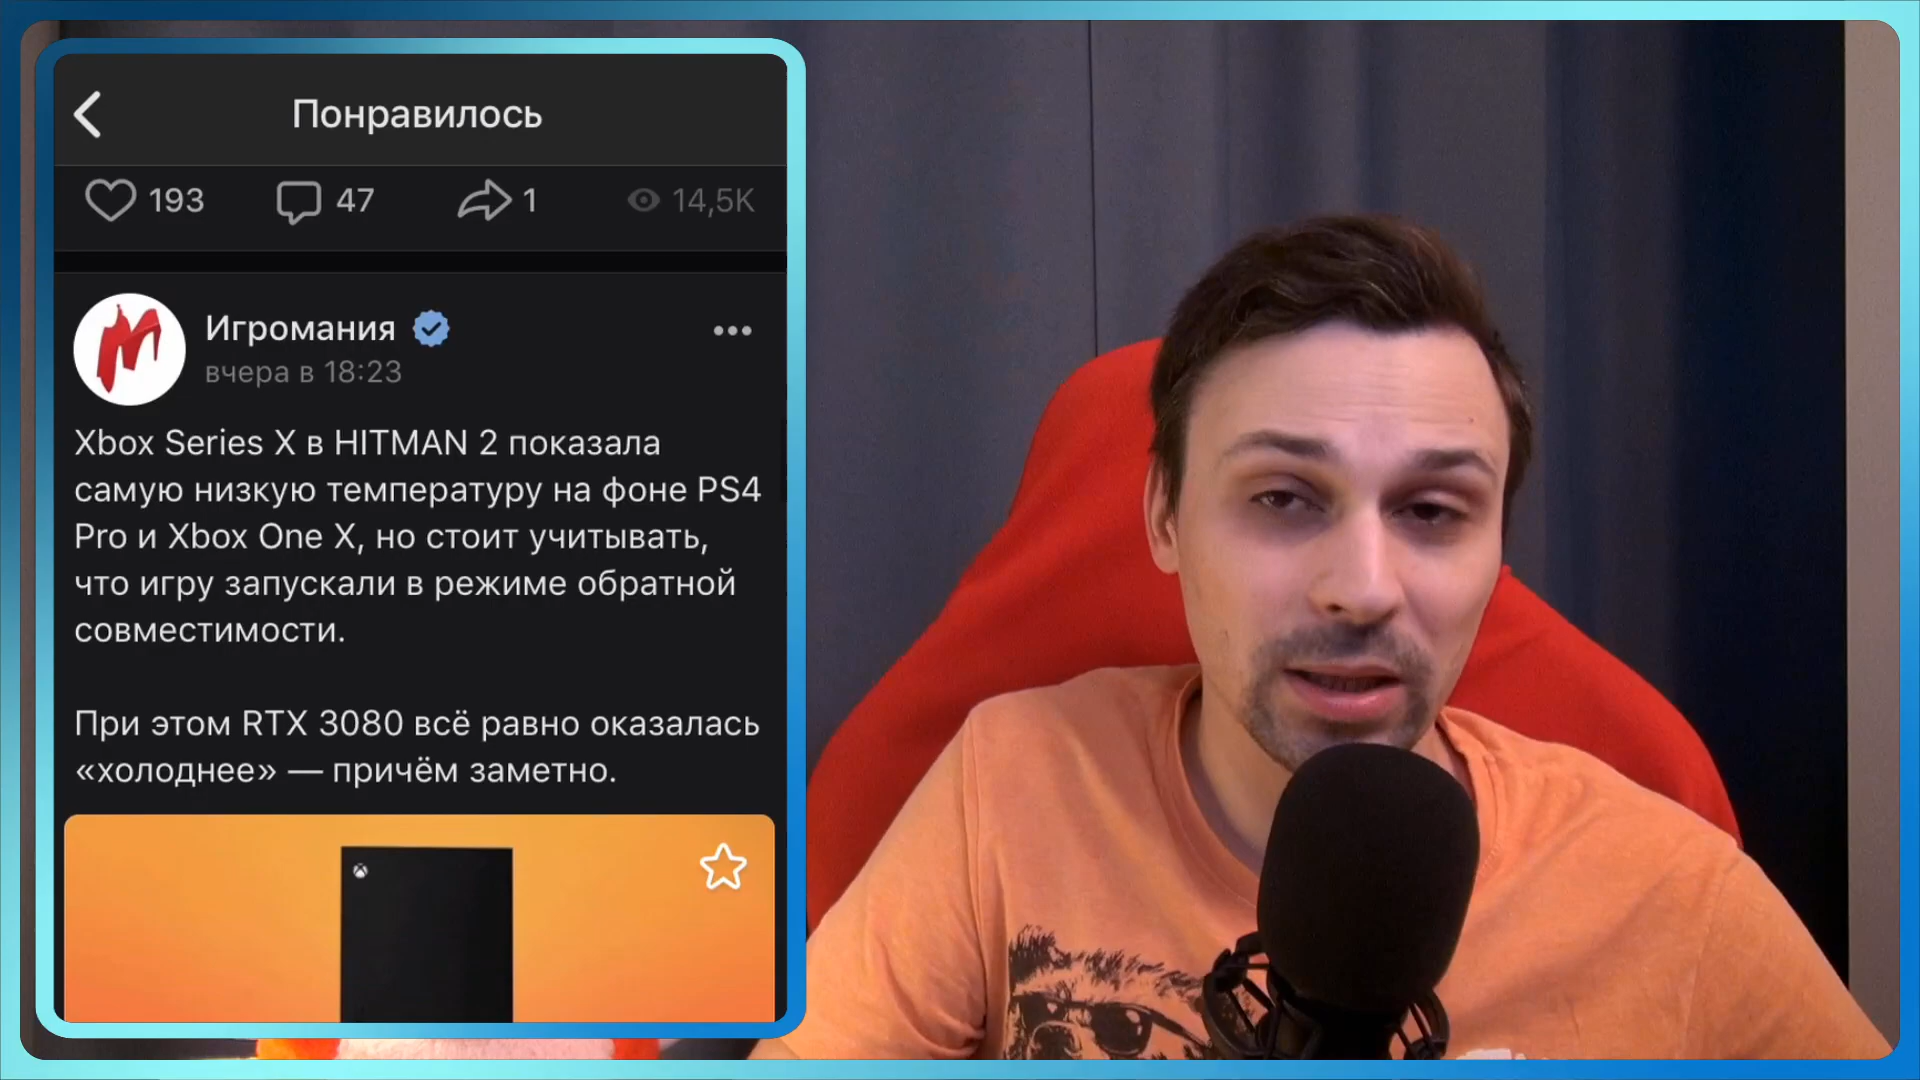 Понравилось
193 47 1 14,5K
Игромания
вчера в 18:23
Xbox Series X в HITMAN 2 показала
самую низкую температуру на фоне PS4
Pro и Xbox One X, но стоит учитывать,
что игру запускали в режиме обратной
совместимости.
При этом RTX 3080 всё равно оказалась
«холоднее» — причём заметно.